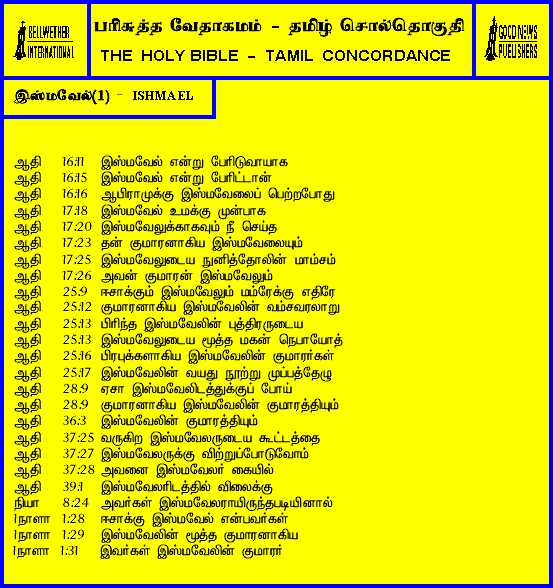 BELLWETHER
INTERNATIONAL
பரிசுத்த வேதாகமம் - தமிழ் சொல்தொகுதி
THE HOLY BIBLE - TAMIL CONCORDANCE
GOOD NEWS
PUBLISHERS
இஸ்மவேல்(1) - ISHMAEL
ஆதி 16:11 இஸ்மவேல் என்று பேரிடுவாயாக
ஆதி 16:15 இஸ்மவேல் என்று பேரிட்டான்
ஆதி 16:16 ஆபிராமுக்கு இஸ்மவேலைப் பெற்றபோது
ஆதி 17:18 இஸ்மவேல் உமக்கு முன்பாக
ஆதி 17:20 இஸ்மவேலுக்காகவும் நீ செய்த
ஆதி 17:23 தன் குமாரனாகிய இஸ்மவேலையும்
ஆதி 17:25 இஸ்மவேலுடைய நுனித்தோலின் மாம்சம்
ஆதி 17:26 அவன் குமாரன் இஸ்மவேலும்
ஆதி 25:9 ஈசாக்கும் இஸ்மவேலும் மம்ரேக்கு எதிரே
ஆதி 25:12 குமாரனாகிய இஸ்மவேலின் வம்சவரலாறு
ஆதி 25:13 பிரிந்த இஸ்மவேலின் புத்திரருடைய
ஆதி 25:13 இஸ்மவேலுடைய மூத்த மகன் நெபாயோத்
ஆதி 25:16 பிரபுக்களாகிய இஸ்மவேலின் குமாரர்கள்
ஆதி 25:17 இஸ்மவேலின் வயது நூற்று முப்பத்தேழு
ஆதி 28:9 ஏசா இஸ்மவேலிடத்துக்குப் போய்
ஆதி 28:9 குமாரனாகிய இஸ்மவேலின் குமாரத்தியும்
ஆதி 36:3 இஸ்மவேலின் குமாரத்தியும்
ஆதி 37:25 வருகிற இஸ்மவேலருடைய கூட்டத்தை
ஆதி 37:27 இஸ்மவேலருக்கு விற்றுப்போடுவோம்
ஆதி 37:28 அவனை இஸ்மவேலர் கையில்
ஆதி 39:1 இஸ்மவேலரிடத்தில் விலைக்கு
நியா 8:24 அவர்கள் இஸ்மவேலராயிருந்தபடியினால்
1நாளா 1:28 ஈசாக்கு இஸ்மவேல் என்பவர்கள்
1நாளா 1:29 இஸ்மவேலின் மூத்த குமாரனாகிய
1நாளா 1:31 இவர்கள் இஸ்மவேலின் குமாரர்